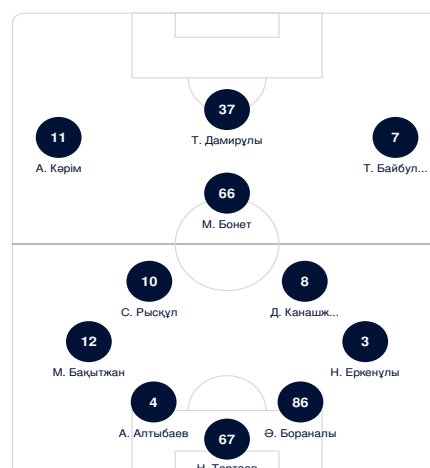 37
Т. Дамирұлы
11
А. Кәрім
7
Т. Байбул...
66
М. Бонет
10
С. Рысқұл
8
Д. Канашж...
12
М. Бақытжан
3
Н. Еркенұлы
4
А. Алтыбаев
86
Ә. Бораналы
67